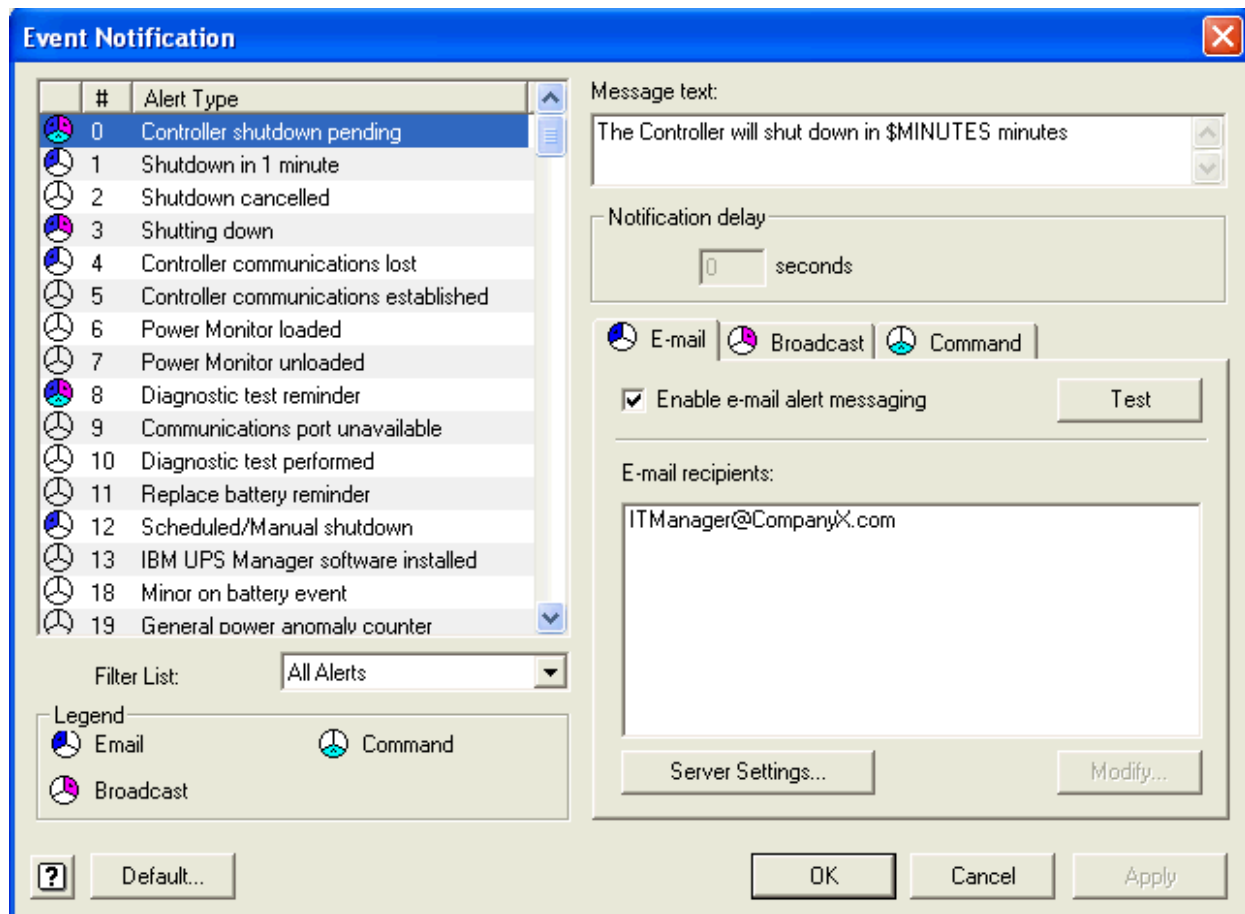 Event Notification
# Alert Type
0 Controller shutdown pending
1 Shutdown in 1 minute
2 Shutdown cancelled
3 Shutting down
4 Controller communications lost
5 Controller communications established
6 Power Monitor loaded
7 Power Monitor unloaded
8 Diagnostic test reminder
9 Communications port unavailable
10 Diagnostic test performed
11 Replace battery reminder
12 Scheduled/Manual shutdown
13 IBM UPS Manager software installed
18 Minor on battery event
19 General power anomaly counter
Filter List: All Alerts
Legend
Email Command
Broadcast
Message text:
The Controller will shut down in $MINUTES minutes
Notification delay
0 seconds
E-mail Broadcast Command
Enable e-mail alert messaging Test
E-mail recipients:
ITManager@CompanyX.com
Server Settings... Modify...
? Default... OK Cancel Apply